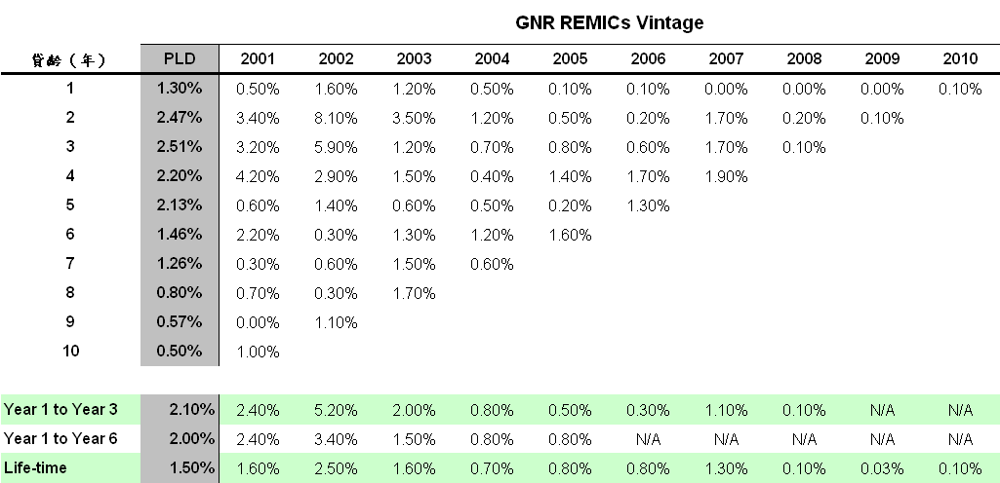 GNR REMICs Vintage
貸齡（年） PLD 2001 2002 2003 2004 2005 2006 2007 2008 2009 2010
1 1.30% 0.50% 1.60% 1.20% 0.50% 0.10% 0.10% 0.00% 0.00% 0.00% 0.10%
2 2.47% 3.40% 8.10% 3.50% 1.20% 0.50% 0.20% 1.70% 0.20% 0.10%
3 2.51% 3.20% 5.90% 1.20% 0.70% 0.80% 0.60% 1.70% 0.10%
4 2.20% 4.20% 2.90% 1.50% 0.40% 1.40% 1.70% 1.90%
5 2.13% 0.60% 1.40% 0.60% 0.50% 0.20% 1.30%
6 1.46% 2.20% 0.30% 1.30% 1.20% 1.60%
7 1.26% 0.30% 0.60% 1.50% 0.60%
8 0.80% 0.70% 0.30% 1.70%
9 0.57% 0.00% 1.10%
10 0.50% 1.00%
Year 1 to Year 3 2.10% 2.40% 5.20% 2.00% 0.80% 0.50% 0.30% 1.10% 0.10% N/A N/A
Year 1 to Year 6 2.00% 2.40% 3.40% 1.50% 0.80% 0.80% N/A N/A N/A N/A N/A
Life-time 1.50% 1.60% 2.50% 1.60% 0.70% 0.80% 0.80% 1.30% 0.10% 0.03% 0.10%